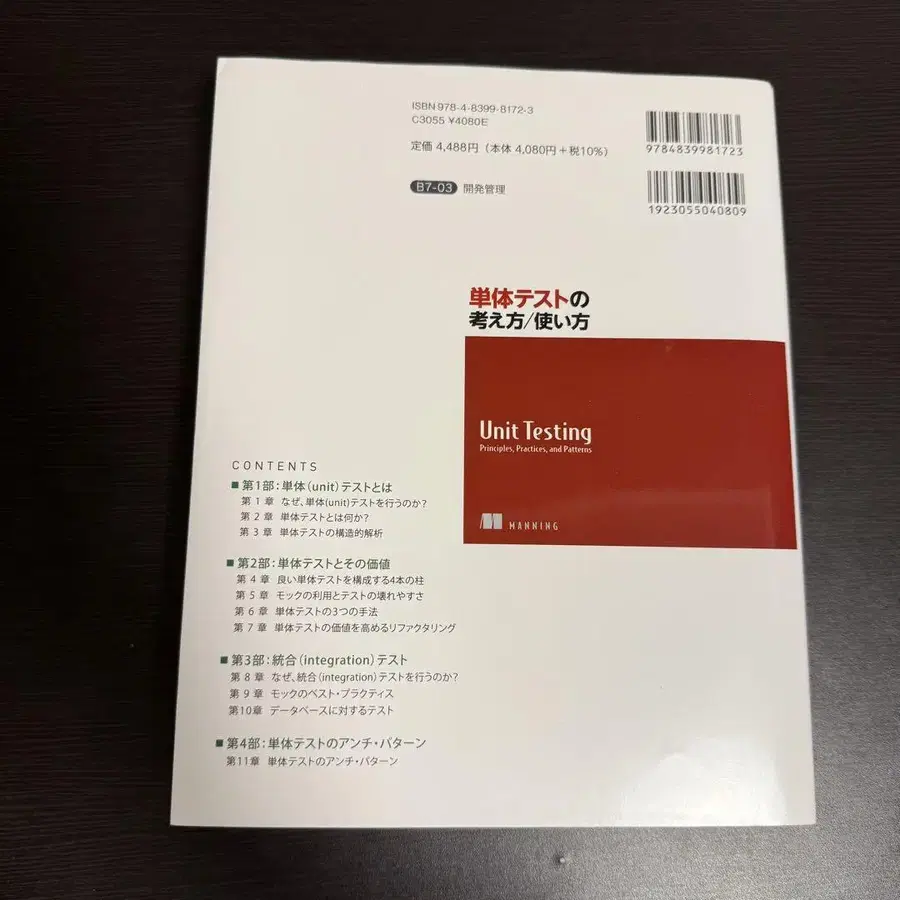 ISBN978-4-8399-8172-3
C3055 ¥4080E
定価 4,488円（本体 4,080円＋税10%）
9784839981723
B7-03 開発管理
1923055040809
単体テストの
考え方/使い方
Unit Testing
Principles, Practices, and Patterns
MANNING
CONTENTS
■ 第1部：単体（unit）テストとは
第 1 章 なぜ、単体(unit)テストを行うのか？
第 2 章 単体テストとは何か？
第 3 章 単体テストの構造的解析
■ 第2部：単体テストとその価値
第 4 章 良い単体テストを構成する4本の柱
第 5 章 モックの利用とテストの壊れやすさ
第 6 章 単体テストの3つの手法
第 7 章 単体テストの価値を高めるリファクタリング
■ 第3部：統合（integration）テスト
第 8 章 なぜ、統合（integration）テストを行うのか？
第 9 章 モックのベスト・プラクティス
第10章 データベースに対するテスト
■ 第4部：単体テストのアンチ・パターン
第11章 単体テストのアンチ・パターン